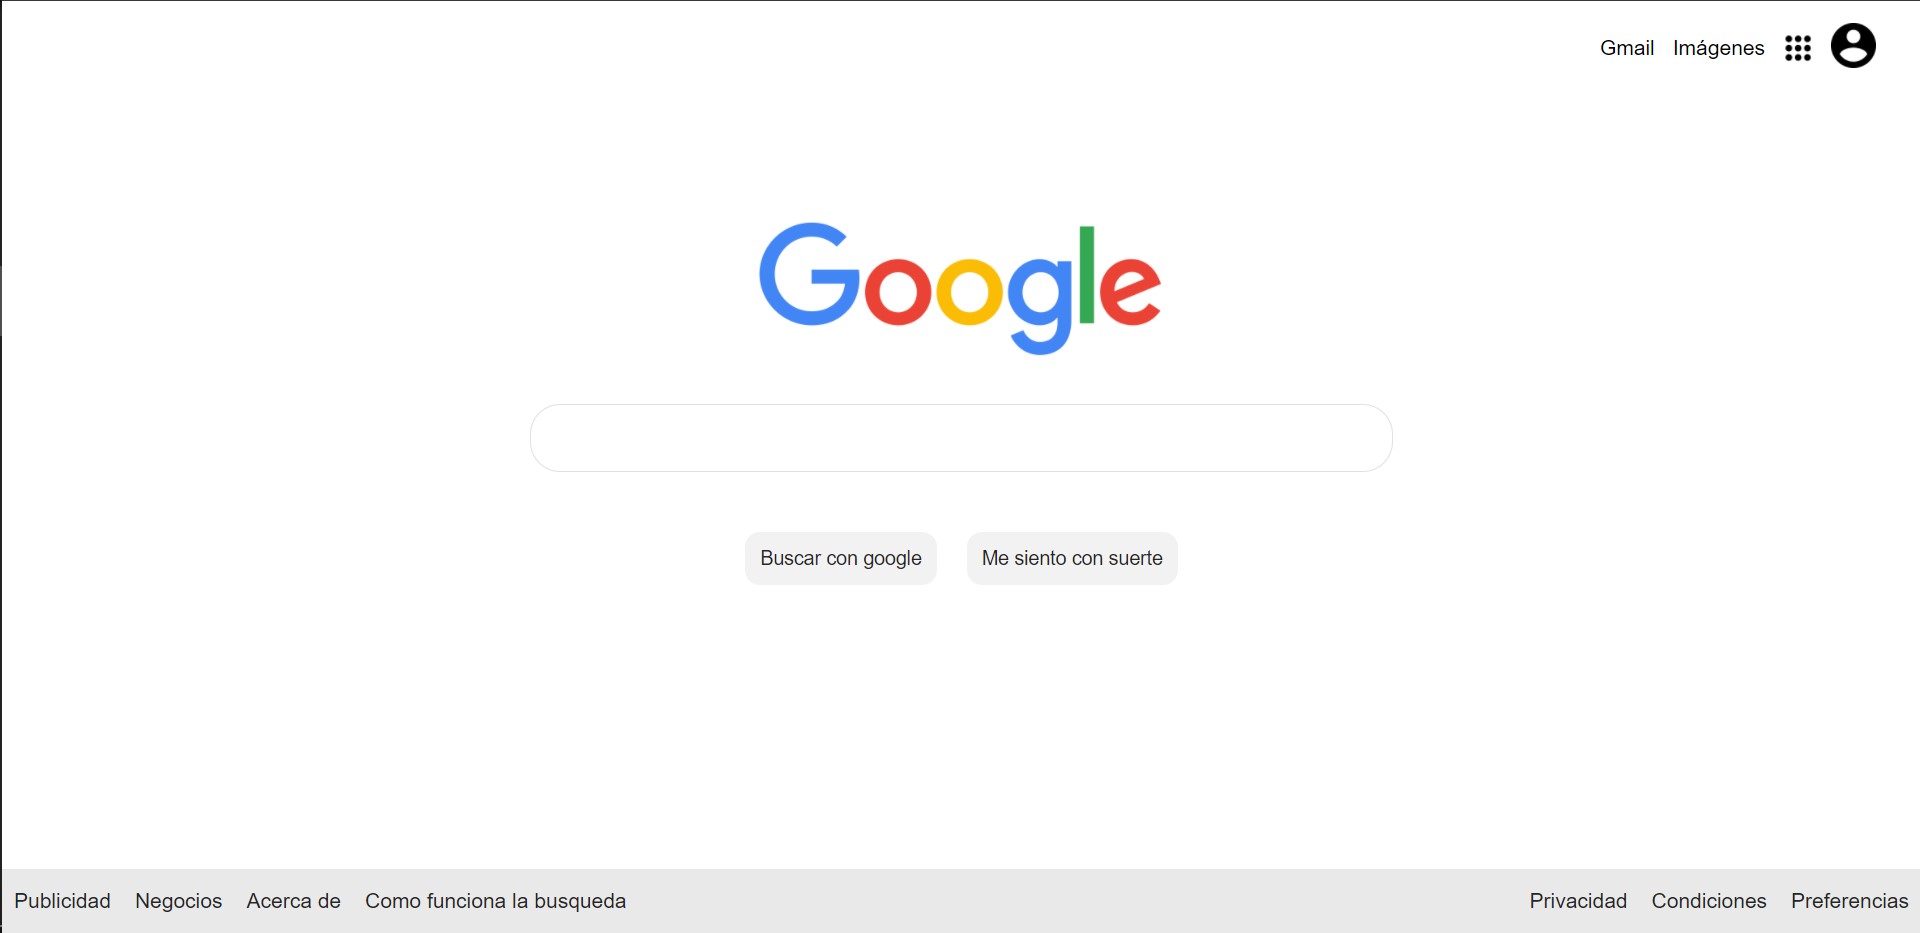 Gmail Imágenes
Google
Buscar con google Me siento con suerte
Publicidad Negocios Acerca de Como funciona la busqueda Privacidad Condiciones Preferencias